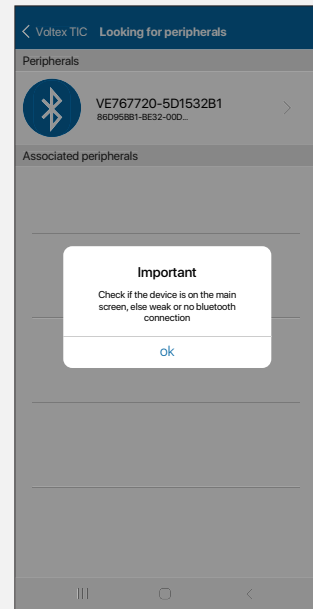 Voltex TIC Looking for peripherals
Peripherals
VE767720-5D1532B1
86D95BB1-BE32-00D...
Associated peripherals
Important
Check if the device is on the main
screen, else weak or no bluetooth
connection
ok